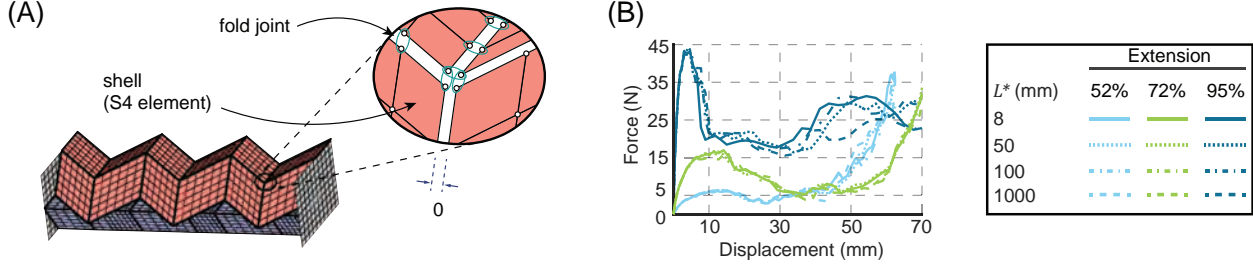 (A)
fold joint
shell
(S4 element)
0
(B)
Force (N)
45
35
25
15
5
0
10
30
50
70
Displacement (mm)
Extension
L* (mm) 52% 72% 95%
8
50
100
1000